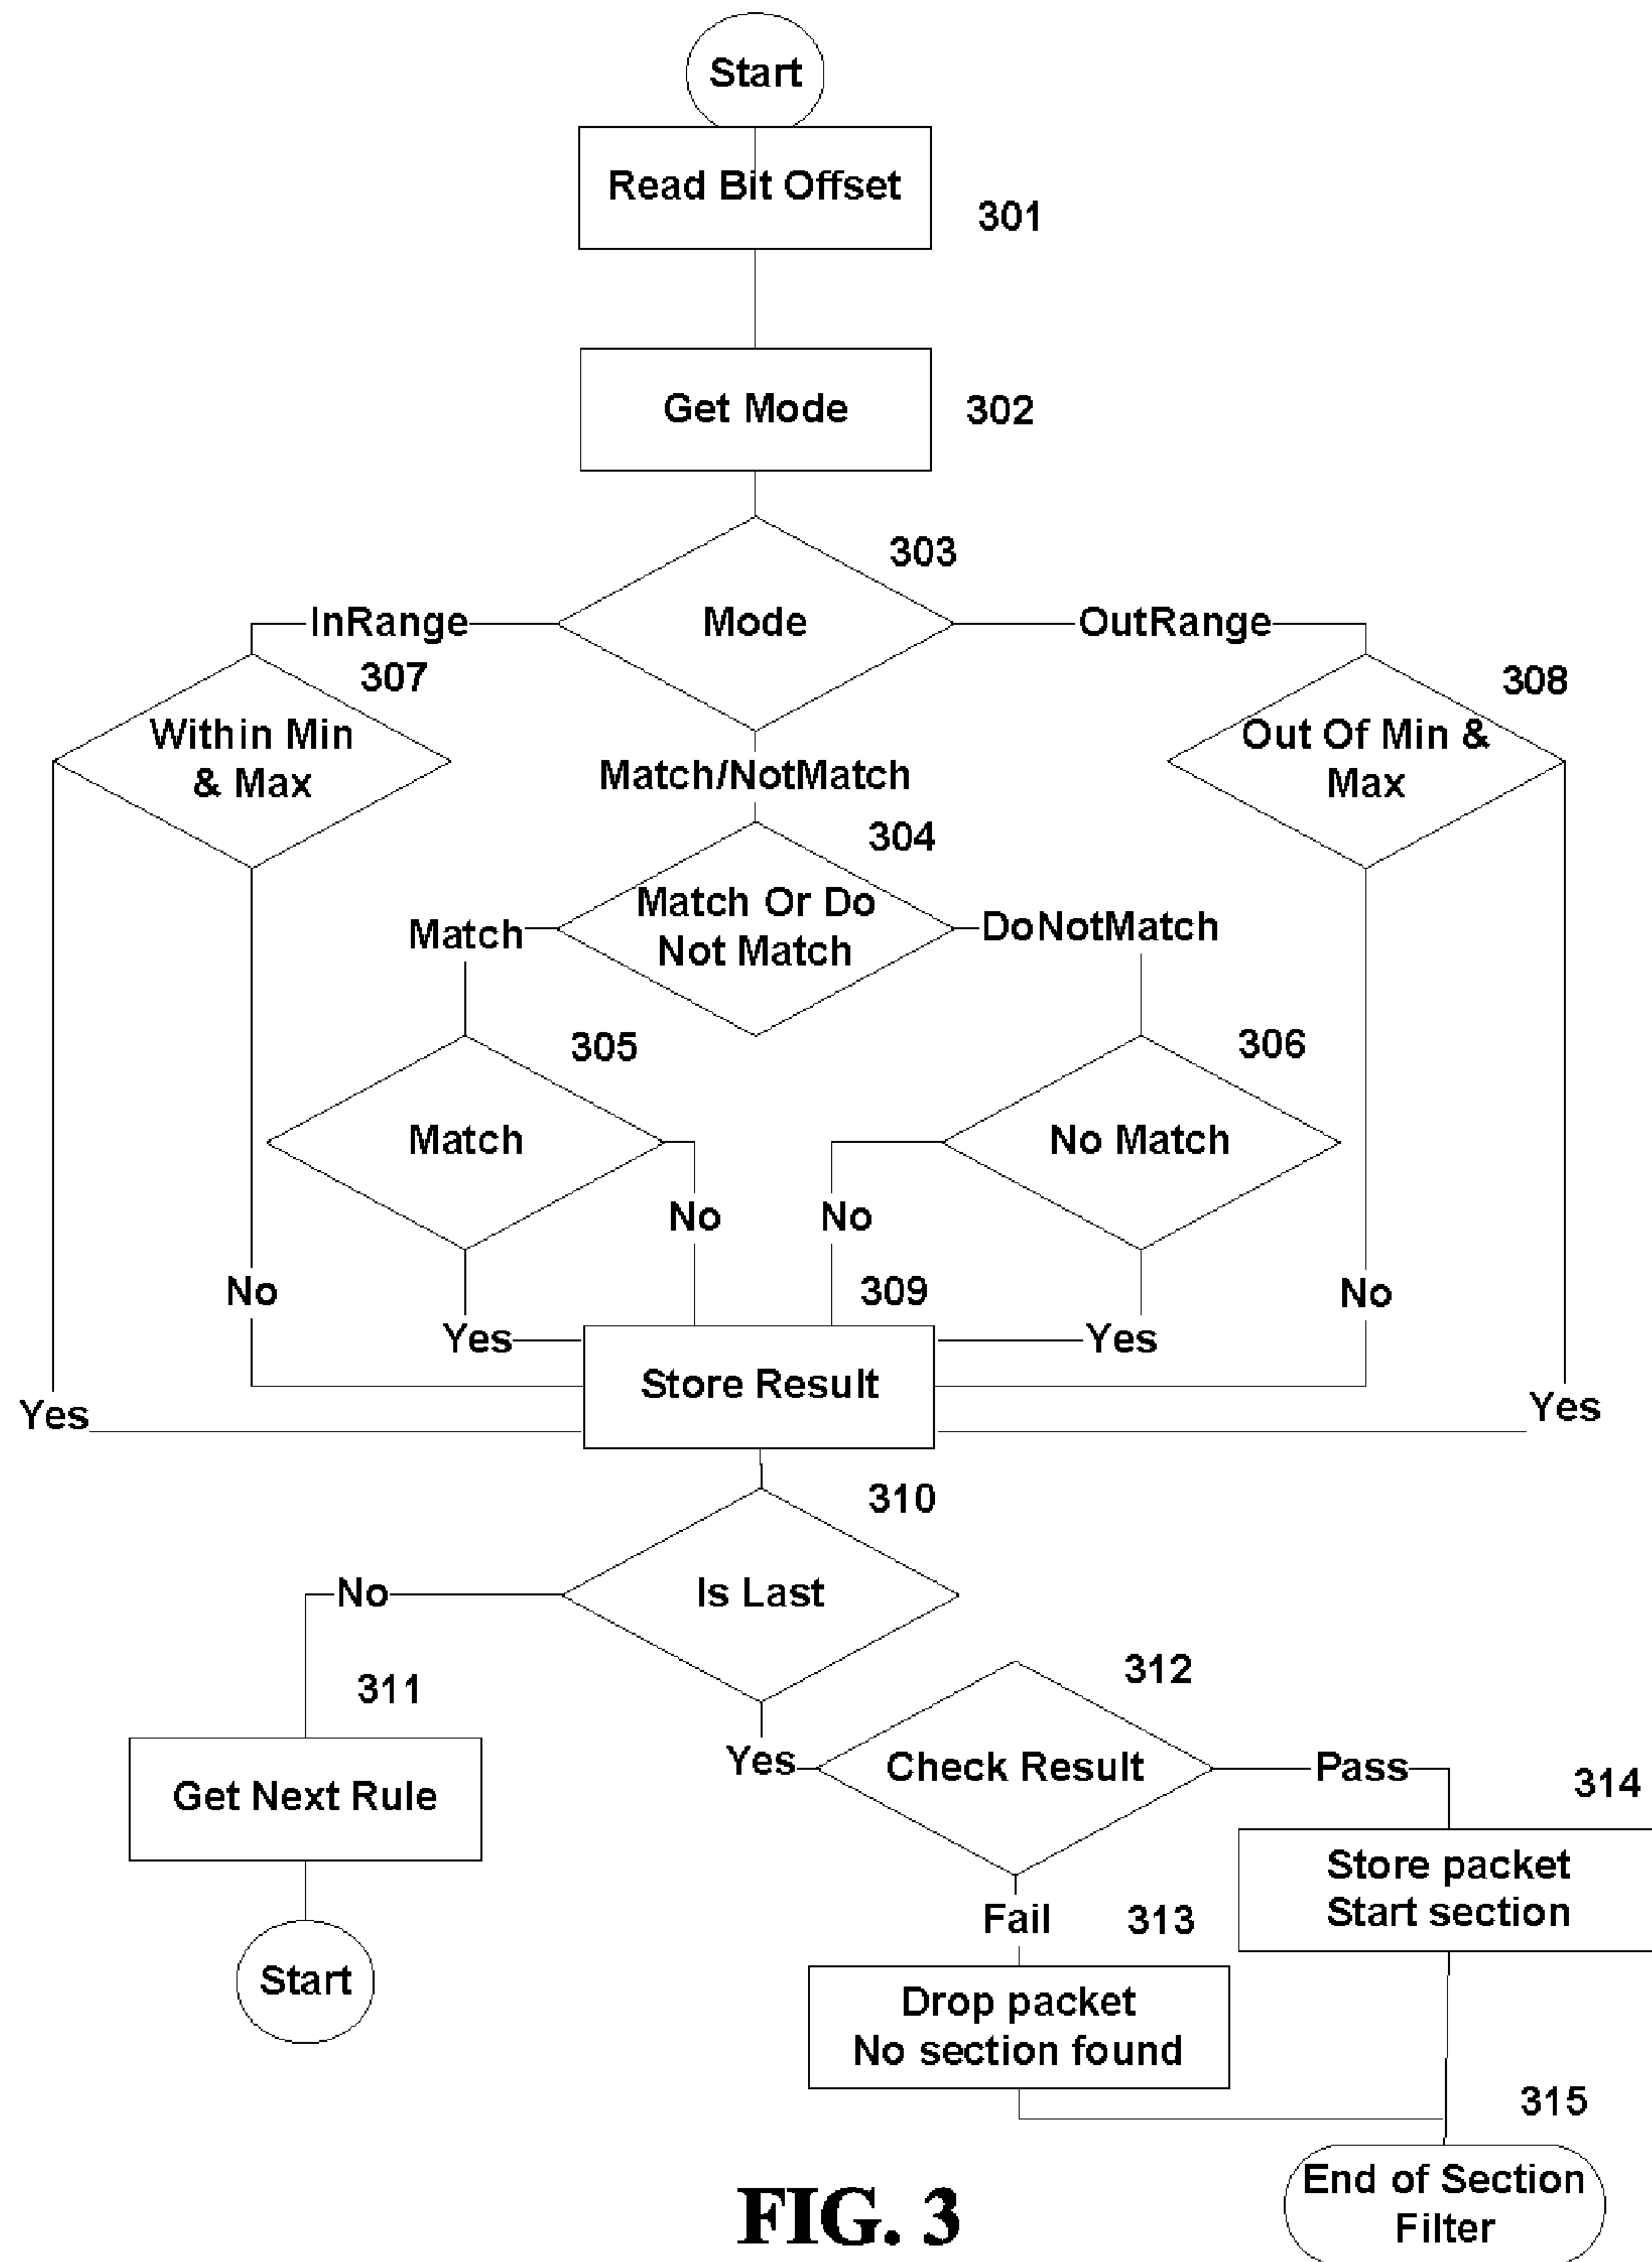 Start
Read Bit Offset
301
Get Mode
302
303
Mode
InRange
OutRange
307
Within Min
& Max
308
Out Of Min &
Max
Match/NotMatch
304
Match Or Do
Not Match
Match
DoNotMatch
305
Match
306
No Match
No
No
No
No
309
Yes
Yes
Store Result
Yes
Yes
310
Is Last
No
311
Get Next Rule
Start
Yes
312
Check Result
Pass
314
Store packet
Start section
Fail
313
Drop packet
No section found
315
End of Section
Filter
FIG. 3